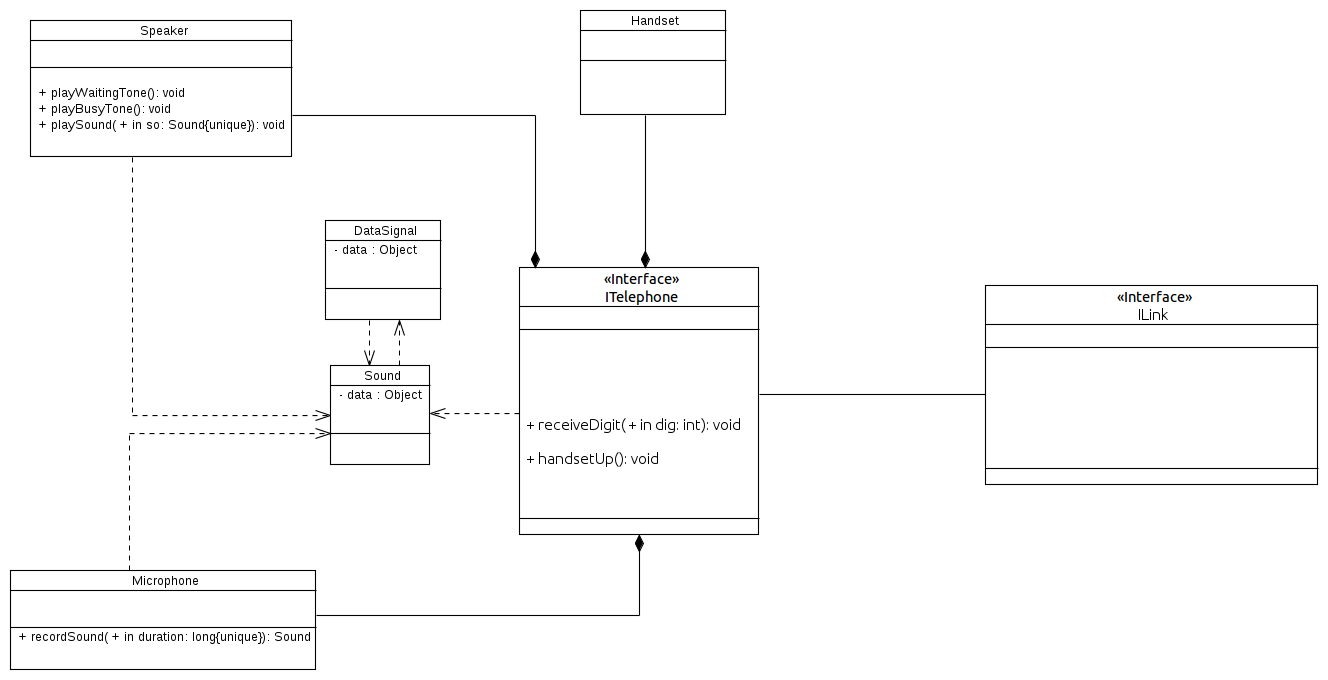 Speaker
+ playWaitingTone(): void
+ playBusyTone(): void
+ playSound( + in so: Sound{unique}): void
Handset
DataSignal
- data : Object
Sound
- data : Object
«Interface»
ITelephone
+ receiveDigit( + in dig: int): void
+ handsetUp(): void
«Interface»
ILink
Microphone
+ recordSound( + in duration: long{unique}): Sound